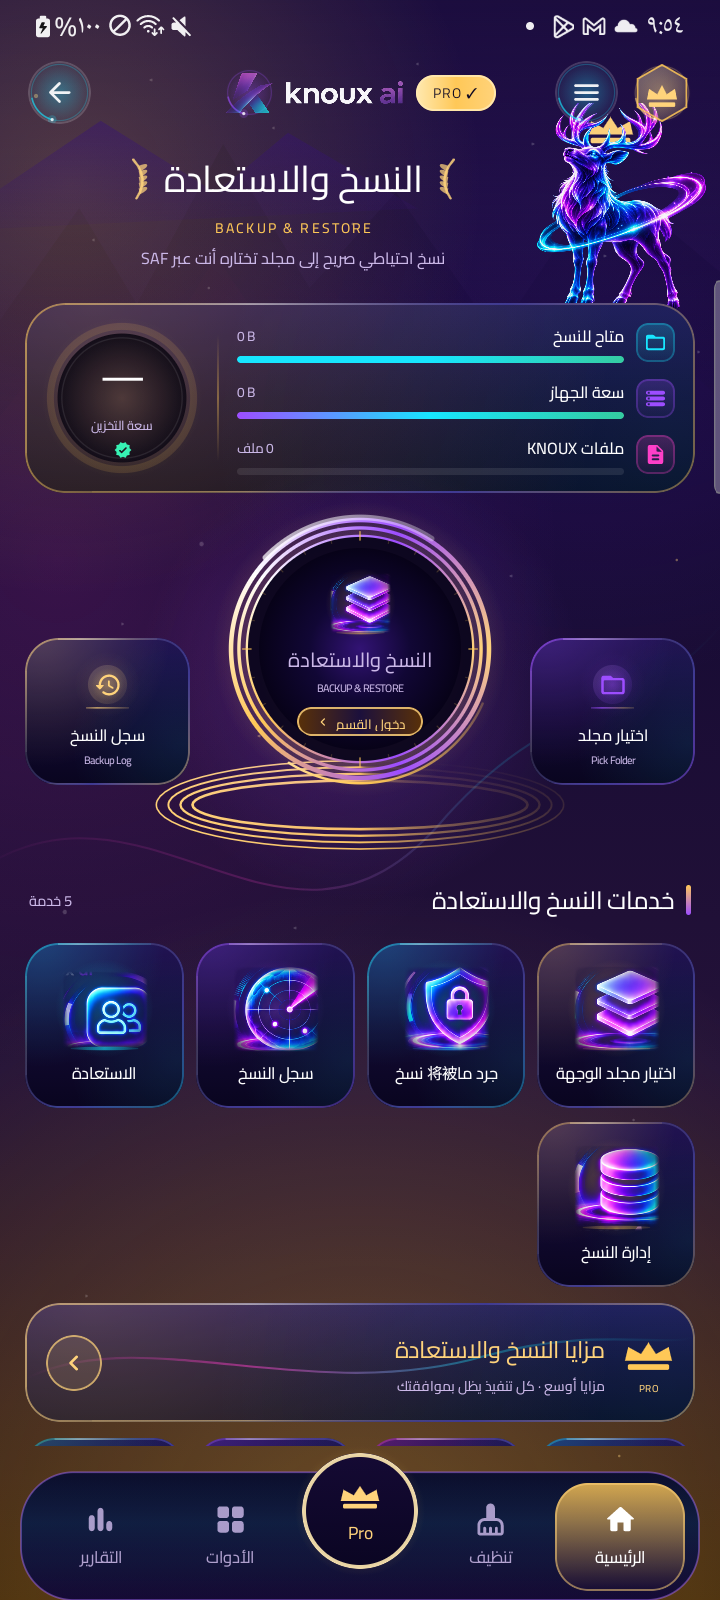 ٩:٥٤
%١٠٠
knoux ai
PRO ✓
النسخ والاستعادة
BACKUP & RESTORE
نسخ احتياطي صريح إلى مجلد تختاره أنت عبر SAF
متاح للنسخ
0 B
سعة الجهاز
0 B
ملفات KNOUX
0 ملف
—
سعة التخزين
النسخ والاستعادة
BACKUP & RESTORE
دخول القسم
اختيار مجلد
Pick Folder
سجل النسخ
Backup Log
خدمات النسخ والاستعادة
5 خدمة
اختيار مجلد الوجهة
جرد ما将被 نسخ
سجل النسخ
الاستعادة
إدارة النسخ
مزايا النسخ والاستعادة
مزايا أوسع · كل تنفيذ يظل بموافقتك
PRO
الرئيسية
تنظيف
Pro
الأدوات
التقارير